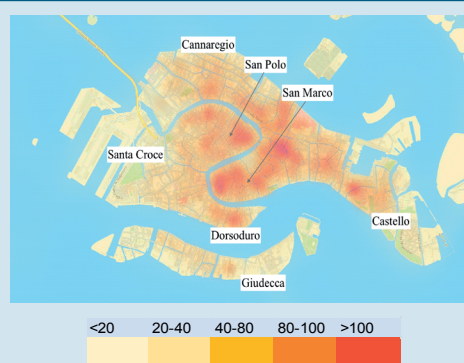 Cannaregio
San Polo
San Marco
Santa Croce
Castello
Dorsoduro
Giudecca
<20 20-40 40-80 80-100 >100